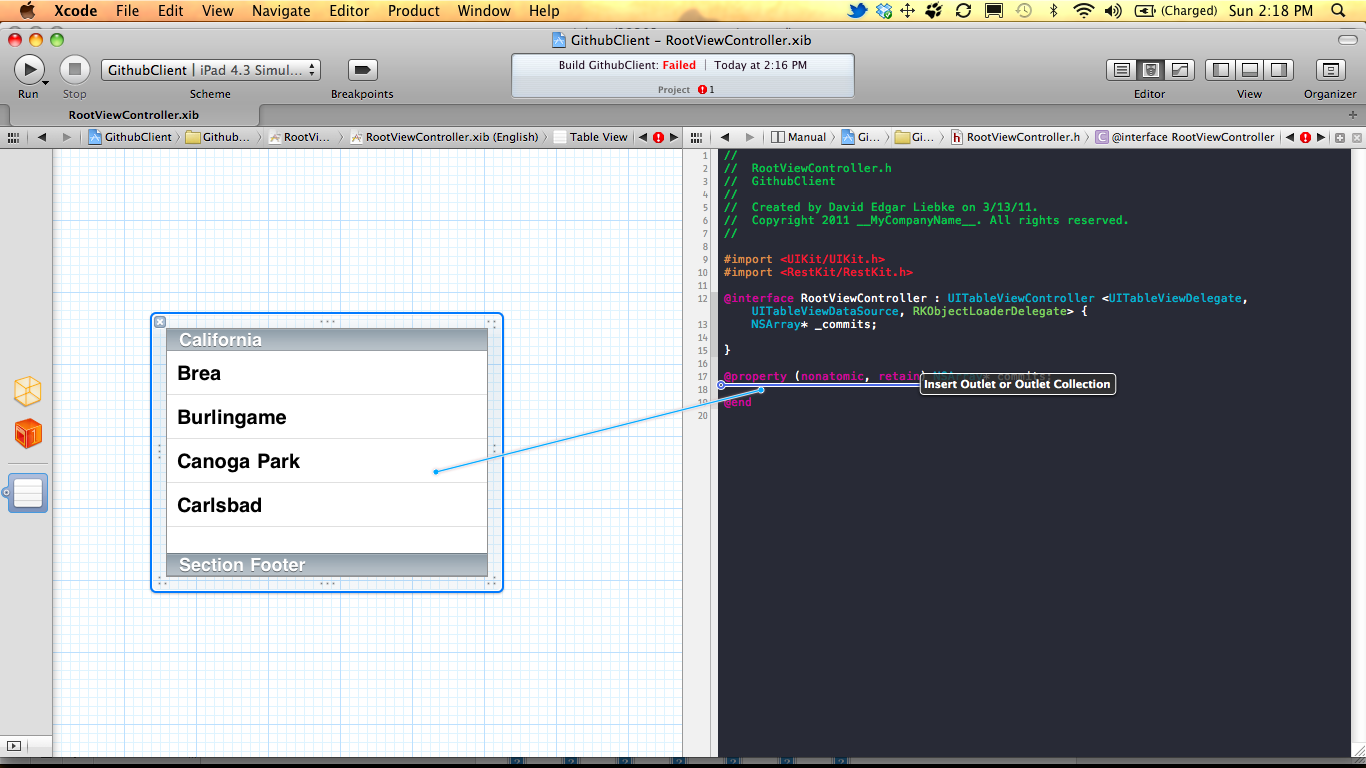 Xcode File Edit View Navigate Editor Product Window Help (Charged) Sun 2:18 PM
GithubClient – RootViewController.xib
GithubClient | iPad 4.3 Simul...
Build GithubClient: Failed | Today at 2:16 PM
Project 1
Run Stop Scheme Breakpoints Editor View Organizer
RootViewController.xib
GithubClient Github... RootVi... RootViewController.xib (English) Table View
Manual Gi... Gi... RootViewController.h @interface RootViewController
California
Brea
Burlingame
Canoga Park
Carlsbad
Section Footer
1 //
2 // RootViewController.h
3 // GithubClient
4 //
5 // Created by David Edgar Liebke on 3/13/11.
6 // Copyright 2011 __MyCompanyName__. All rights reserved.
7 //
8
9 #import <UIKit/UIKit.h>
10 #import <RestKit/RestKit.h>
11
12 @interface RootViewController : UITableViewController <UITableViewDelegate,
UITableViewDataSource, RKObjectLoaderDelegate> {
13 NSArray* _commits;
14
15 }
16
17 @property (nonatomic, retain) NSArray* commits;
Insert Outlet or Outlet Collection
18
19 @end
20